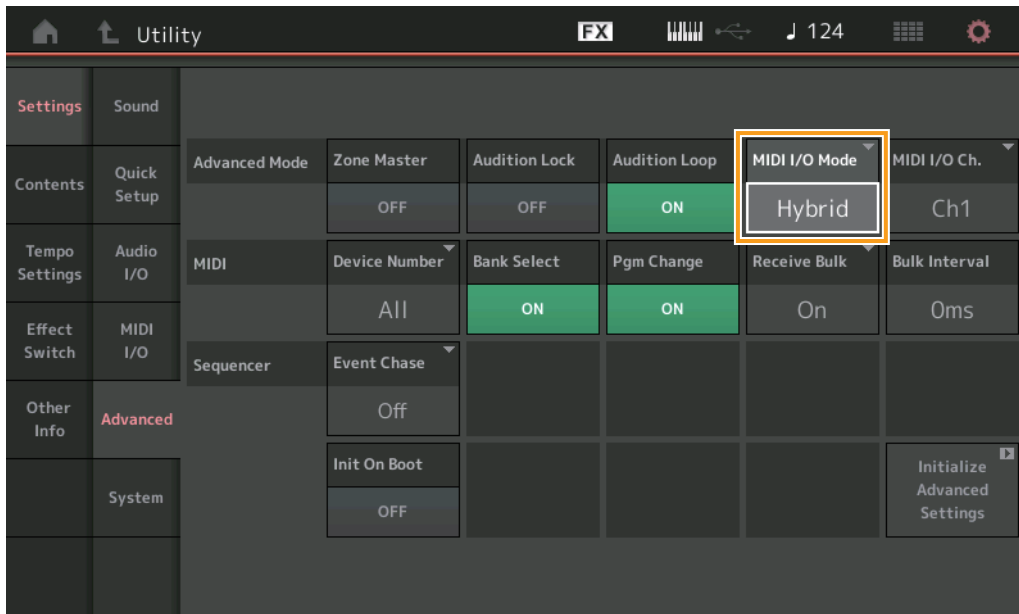 Utility
FX
♩ 124
Settings
Sound
Contents
Quick
Setup
Tempo
Settings
Audio
I/O
Effect
Switch
MIDI
I/O
Other
Info
Advanced
System
Advanced Mode
Zone Master
OFF
Audition Lock
OFF
Audition Loop
ON
MIDI I/O Mode
Hybrid
MIDI I/O Ch.
Ch1
MIDI
Device Number
All
Bank Select
ON
Pgm Change
ON
Receive Bulk
On
Bulk Interval
0ms
Sequencer
Event Chase
Off
Init On Boot
OFF
Initialize
Advanced
Settings